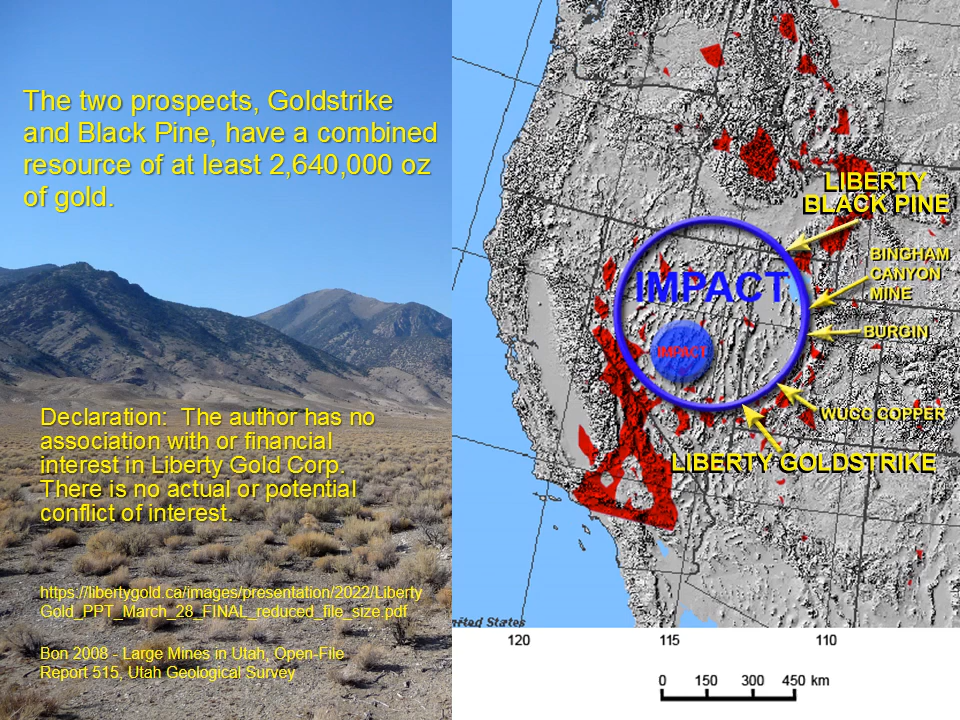 The two prospects, Goldstrike
and Black Pine, have a combined
resource of at least 2,640,000 oz
of gold.
Declaration:  The author has no
association with or financial
interest in Liberty Gold Corp.
There is no actual or potential
conflict of interest.
https://libertygold.ca/images/presentation/2022/Liberty
Gold_PPT_March_28_FINAL_reduced_file_size.pdf
Bon 2008 - Large Mines in Utah, Open-File
Report 515, Utah Geological Survey
LIBERTY
BLACK PINE
BINGHAM
CANYON
MINE
IMPACT
BURGIN
IMPACT
WUCC COPPER
LIBERTY GOLDSTRIKE
States
120 115 110
0 150 300 450 km